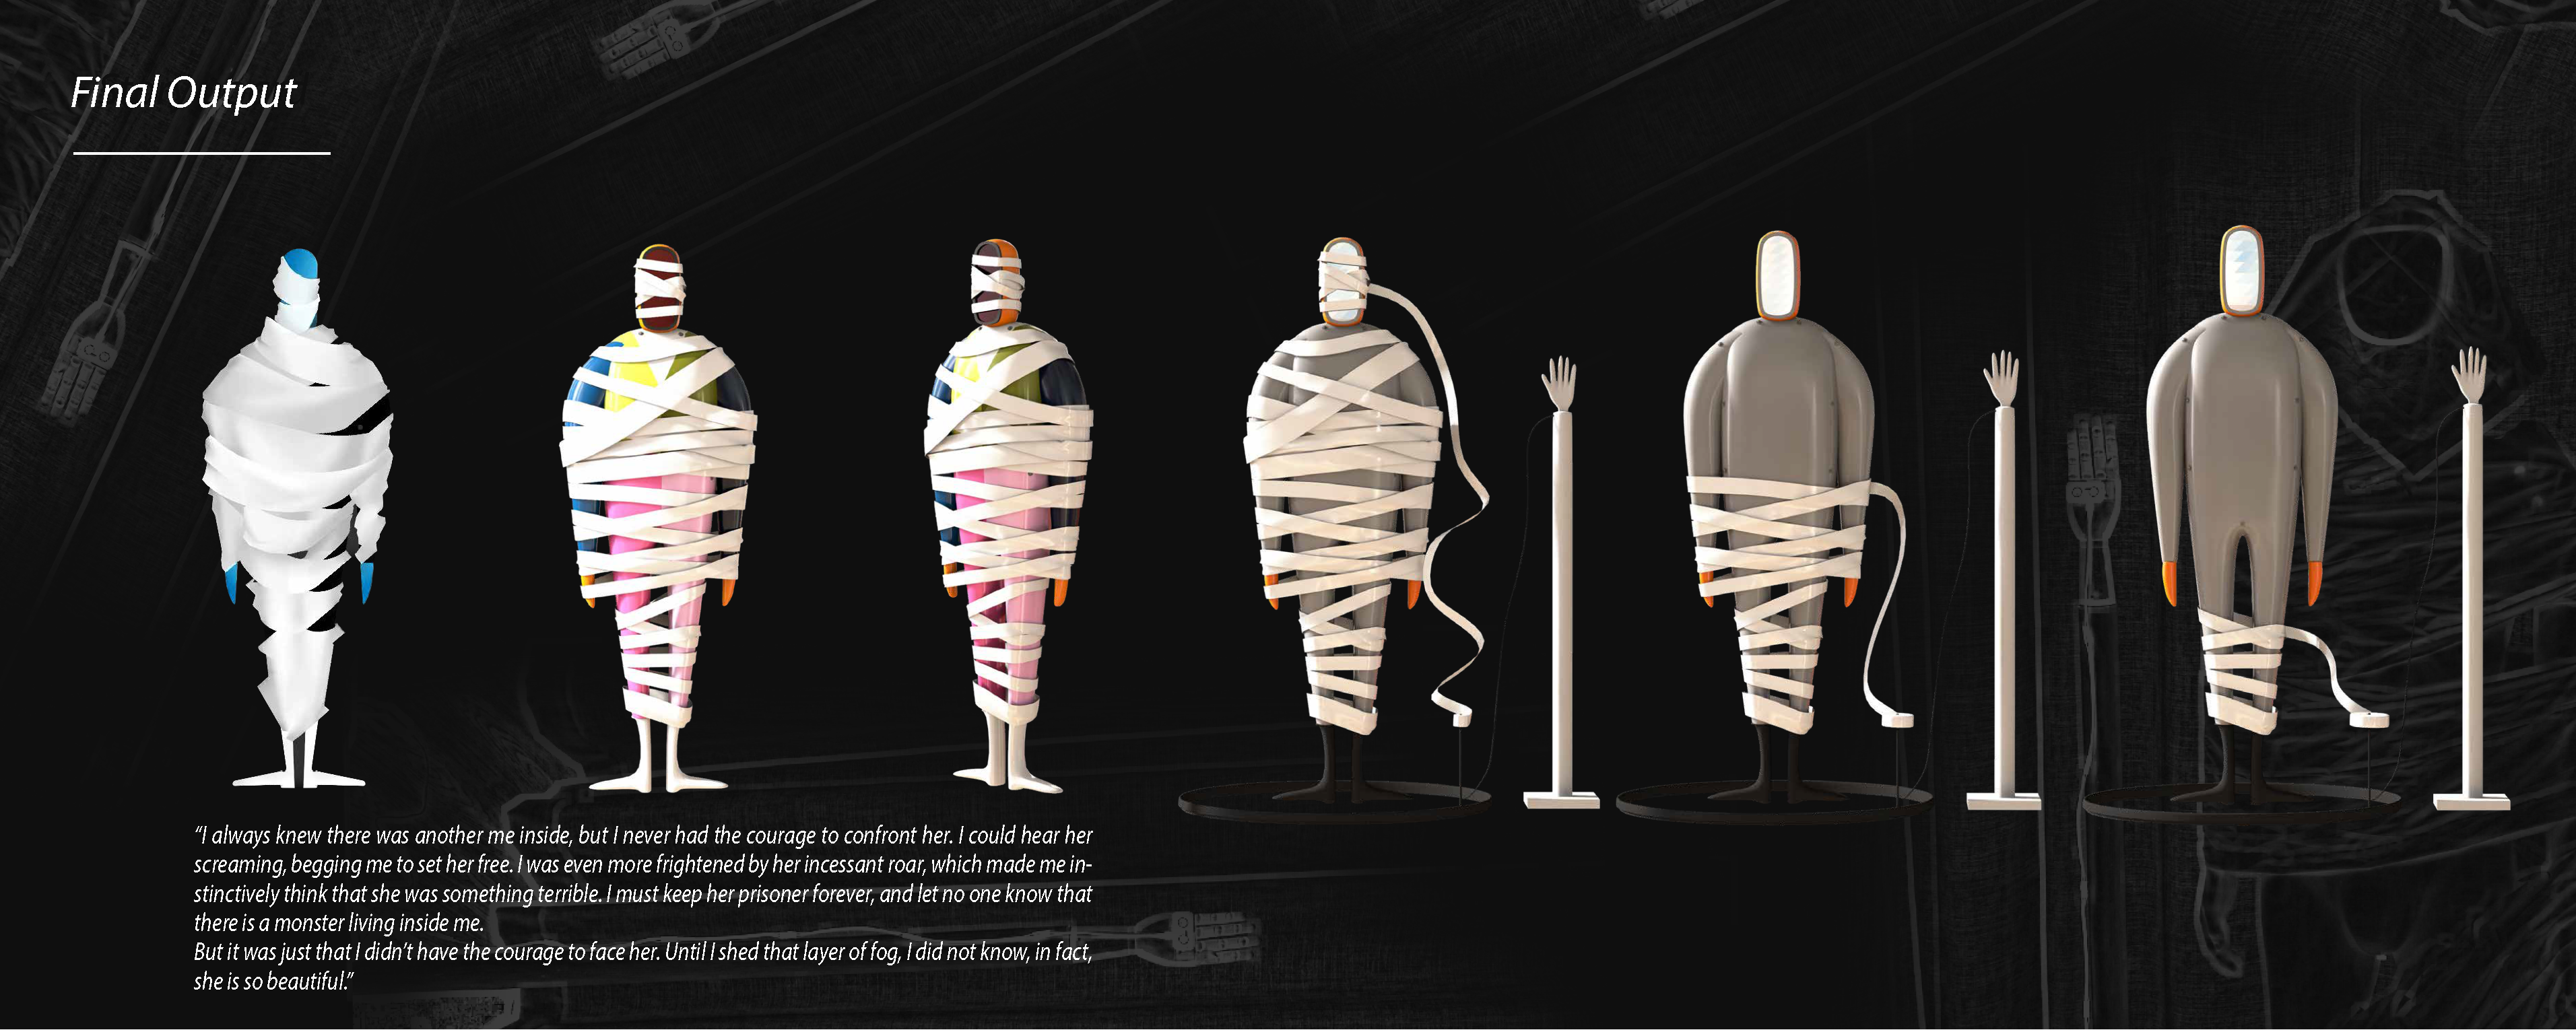 Final Output
“I always knew there was another me inside, but I never had the courage to confront her. I could hear her
screaming, begging me to set her free. I was even more frightened by her incessant roar, which made me in-
stinctively think that she was something terrible. I must keep her prisoner forever, and let no one know that
there is a monster living inside me.
But it was just that I didn’t have the courage to face her. Until I shed that layer of fog, I did not know, in fact,
she is so beautiful.”